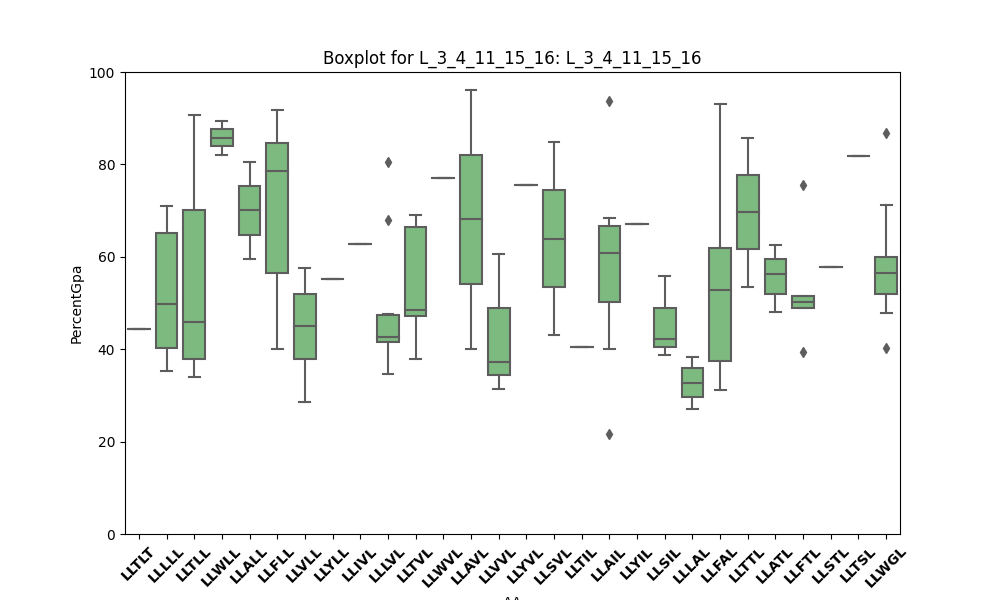 Boxplot for L_3_4_11_15_16: L_3_4_11_15_16
100
80
60
40
20
0
PercentGpa
LLTLT LLLLL LLTLL LLWLL LLALL LLFLL LLVLL LLYLL LLIVL LLLVL LLTVL LLWVL LLAVL LLVVL LLYVL LLSVL LLTIL LLAIL LLYIL LLSIL LLLAL LLFAL LLTTL LLATL LLFTL LLSTL LLTSL LLWGL
AA